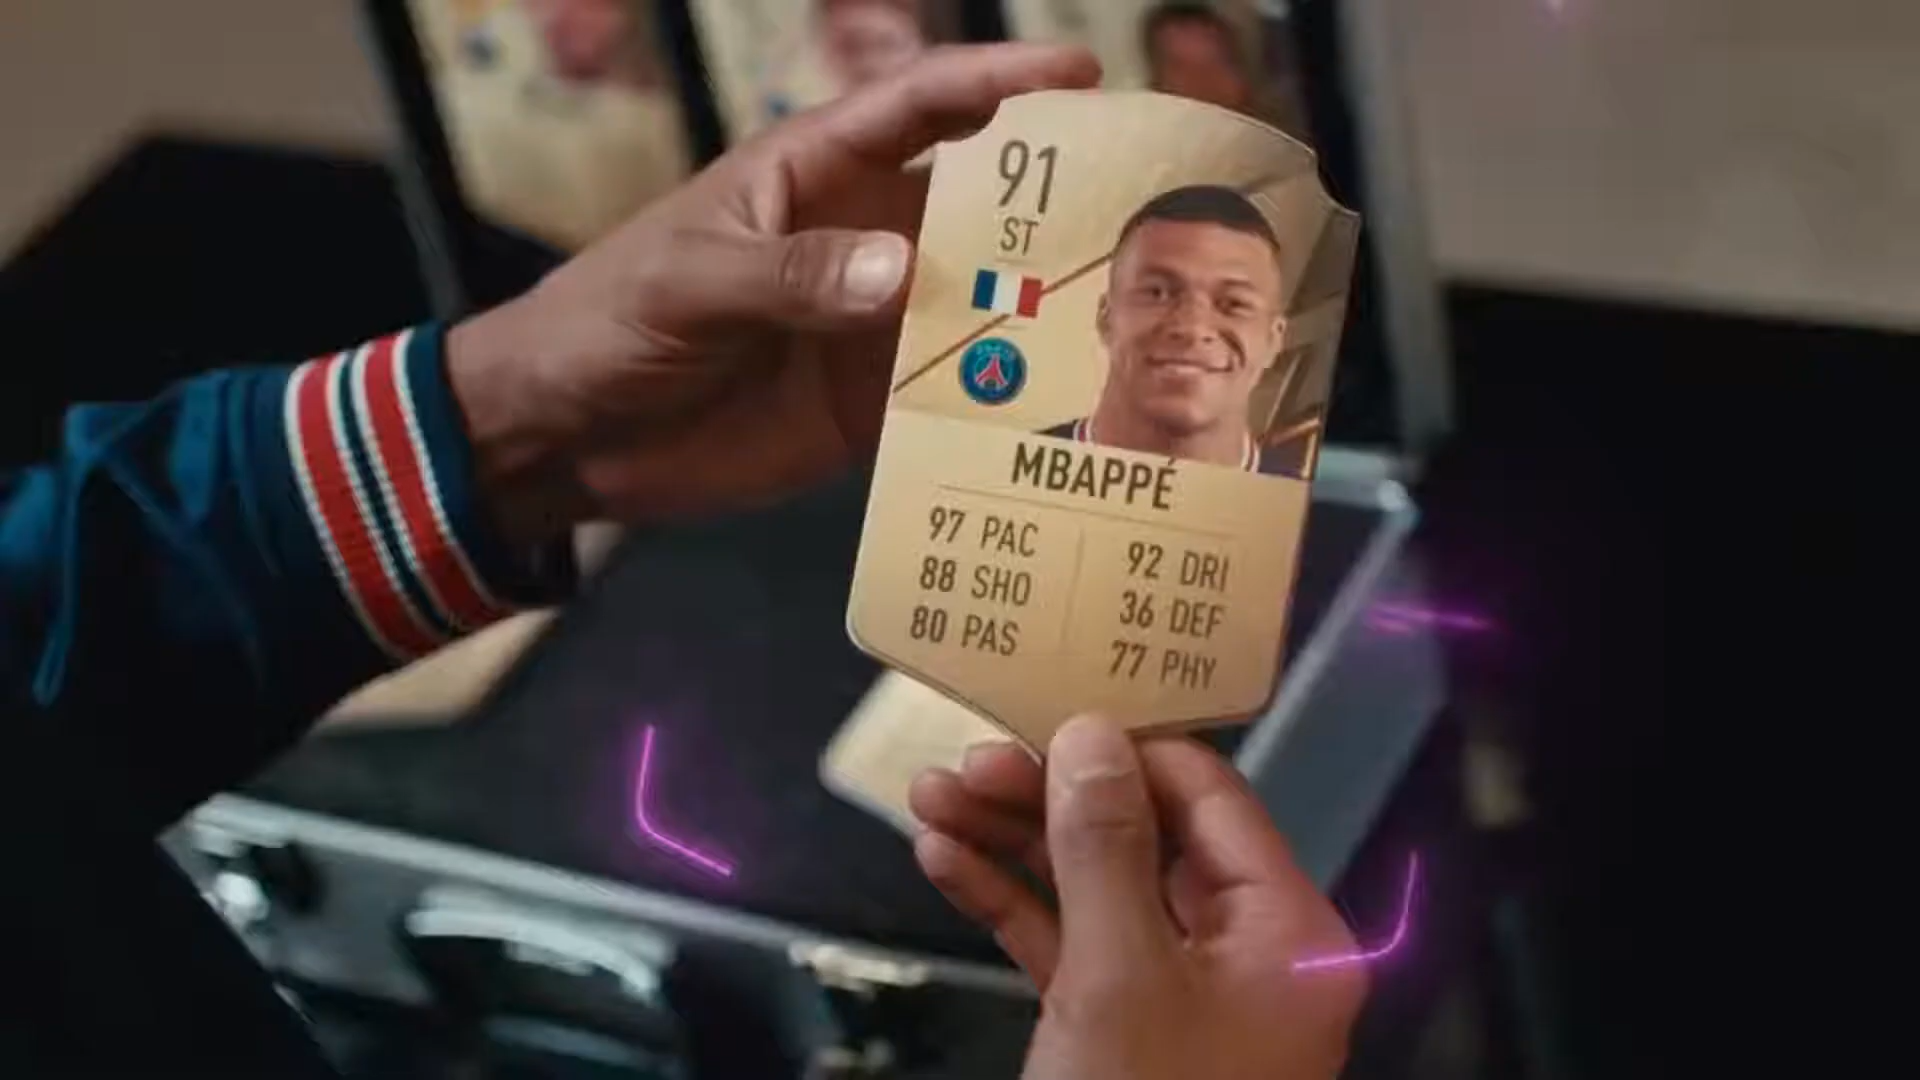 91
ST
MBAPPÉ
97 PAC
88 SHO
80 PAS
92 DRI
36 DEF
77 PHY